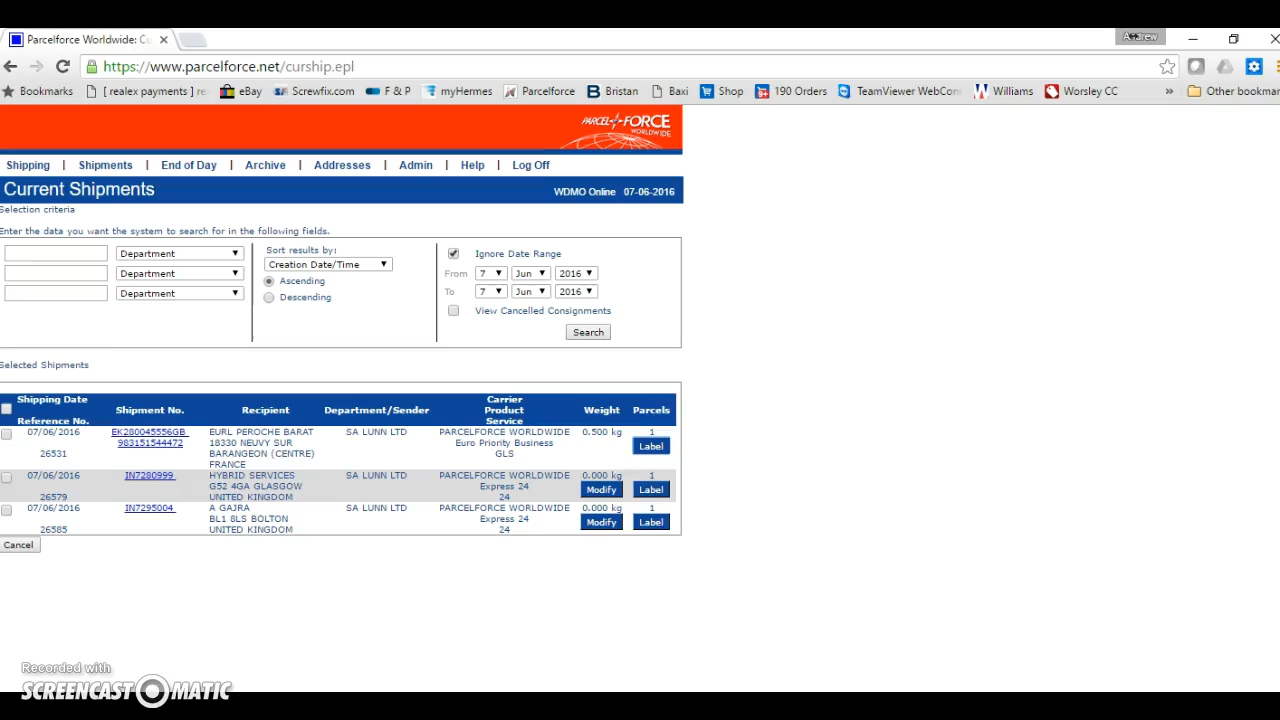 Parcelforce Worldwide: Cu
Andrew
https://www.parcelforce.net/curship.epl
Bookmarks [ realex payments ] re eBay Screwfix.com F & P myHermes Parcelforce Bristan Baxi Shop 190 Orders TeamViewer WebCon Williams Worsley CC » Other bookmar
PARCEL FORCE
WORLDWIDE
Shipping | Shipments | End of Day | Archive | Addresses | Admin | Help | Log Off
Current Shipments WDMO Online 07-06-2016
Selection criteria
Enter the data you want the system to search for in the following fields.
Department
Department
Department
Sort results by:
Creation Date/Time
Ascending
Descending
Ignore Date Range
From 7 Jun 2016
To 7 Jun 2016
View Cancelled Consignments
Search
Selected Shipments
Shipping Date
Reference No. Shipment No. Recipient Department/Sender Carrier
Product
Service Weight Parcels
07/06/2016 EK280045556GB EURL PEROCHE BARAT SA LUNN LTD PARCELFORCE WORLDWIDE 0.500 kg 1
983151544472 18330 NEUVY SUR Euro Priority Business Label
26531 BARANGEON (CENTRE) GLS
FRANCE
07/06/2016 IN7280999 HYBRID SERVICES SA LUNN LTD PARCELFORCE WORLDWIDE 0.000 kg 1
G52 4GA GLASGOW Express 24 Modify Label
26579 UNITED KINGDOM 24
07/06/2016 IN7295004 A GAJRA SA LUNN LTD PARCELFORCE WORLDWIDE 0.000 kg 1
BL1 8LS BOLTON Express 24 Modify Label
26585 UNITED KINGDOM 24
Cancel
Recorded with
SCREENCAST MATIC